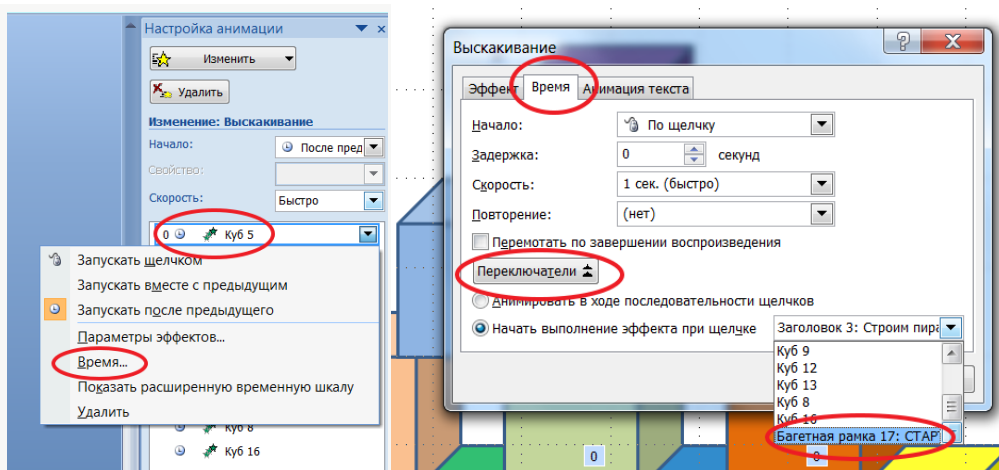 Настройка анимации
Изменить
Удалить
Изменение: Выскакивание
Начало:
После пред
Свойство:
Скорость:
Быстро
0 Куб 5
Запускать щелчком
Запускать вместе с предыдущим
Запускать после предыдущего
Параметры эффектов...
Время...
Показать расширенную временную шкалу
Удалить
Куб 8
Куб 16
Выскакивание
Эффект Время Анимация текста
Начало: По щелчку
Задержка: 0 секунд
Скорость: 1 сек. (быстро)
Повторение: (нет)
Перемотать по завершении воспроизведения
Переключатели
Анимировать в ходе последовательности щелчков
Начать выполнение эффекта при щелчке Заголовок 3: Строим пира
Куб 9
Куб 12
Куб 13
Куб 8
Куб 16
Багетная рамка 17: СТАР
0
0